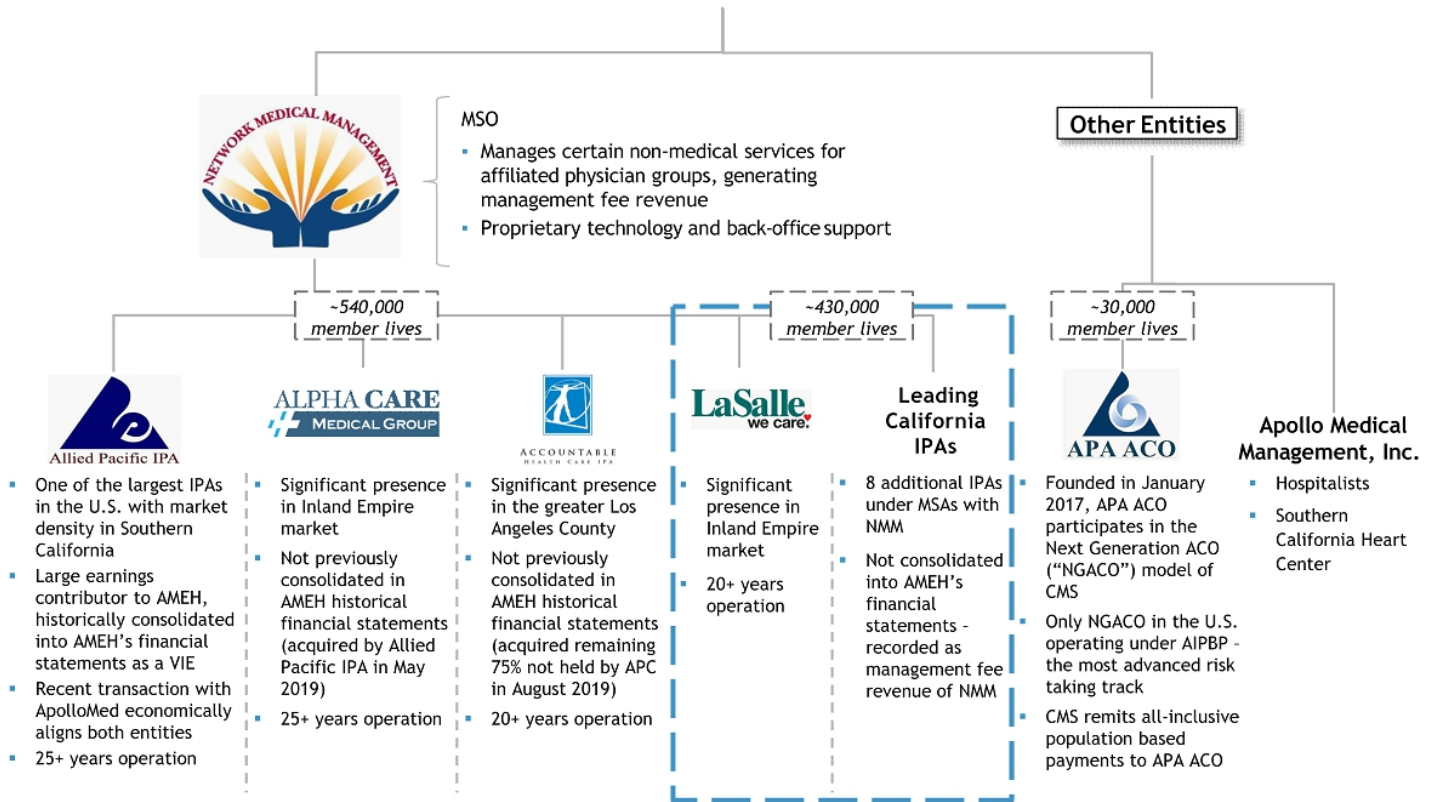 NETWORK MEDICAL MANAGEMENT
MSO
▪ Manages certain non-medical services for
affiliated physician groups, generating
management fee revenue
▪ Proprietary technology and back-office support
Other Entities
~540,000
member lives
~430,000
member lives
~30,000
member lives
Allied Pacific IPA
▪ One of the largest IPAs
in the U.S. with market
density in Southern
California
▪ Large earnings
contributor to AMEH,
historically consolidated
into AMEH’s financial
statements as a VIE
▪ Recent transaction with
ApolloMed economically
aligns both entities
▪ 25+ years operation
ALPHA CARE
MEDICAL GROUP
▪ Significant presence
in Inland Empire
market
▪ Not previously
consolidated in
AMEH historical
financial statements
(acquired by Allied
Pacific IPA in May
2019)
▪ 25+ years operation
ACCOUNTABLE
HEALTH CARE IPA
▪ Significant presence
in the greater Los
Angeles County
▪ Not previously
consolidated in
AMEH historical
financial statements
(acquired remaining
75% not held by APC
in August 2019)
▪ 20+ years operation
LaSalle
we care.
▪ Significant
presence in
Inland Empire
market
▪ 20+ years
operation
Leading
California
IPAs
▪ 8 additional IPAs
under MSAs with
NMM
▪ Not consolidated
into AMEH’s
financial
statements –
recorded as
management fee
revenue of NMM
APA ACO
▪ Founded in January
2017, APA ACO
participates in the
Next Generation ACO
(“NGACO”) model of
CMS
▪ Only NGACO in the U.S.
operating under AIPBP –
the most advanced risk
taking track
▪ CMS remits all-inclusive
population based
payments to APA ACO
Apollo Medical
Management, Inc.
▪ Hospitalists
▪ Southern
California Heart
Center